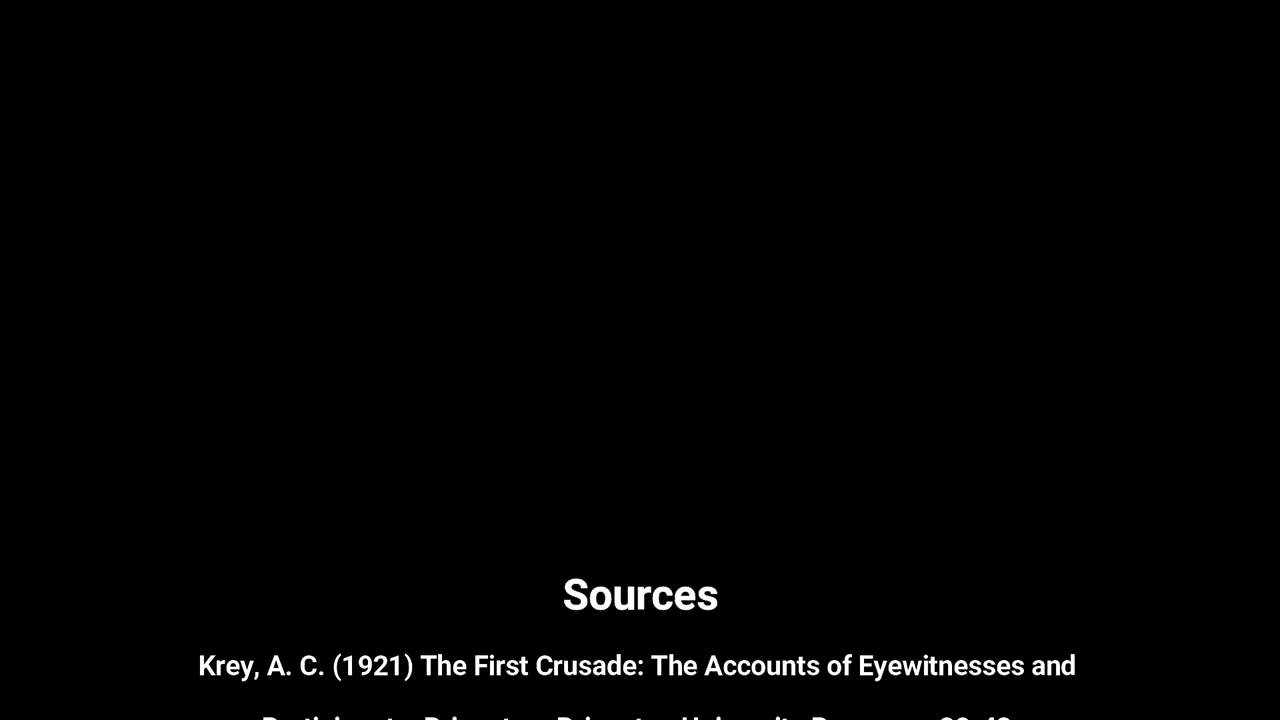 Sources
Krey, A. C. (1921) The First Crusade: The Accounts of Eyewitnesses and